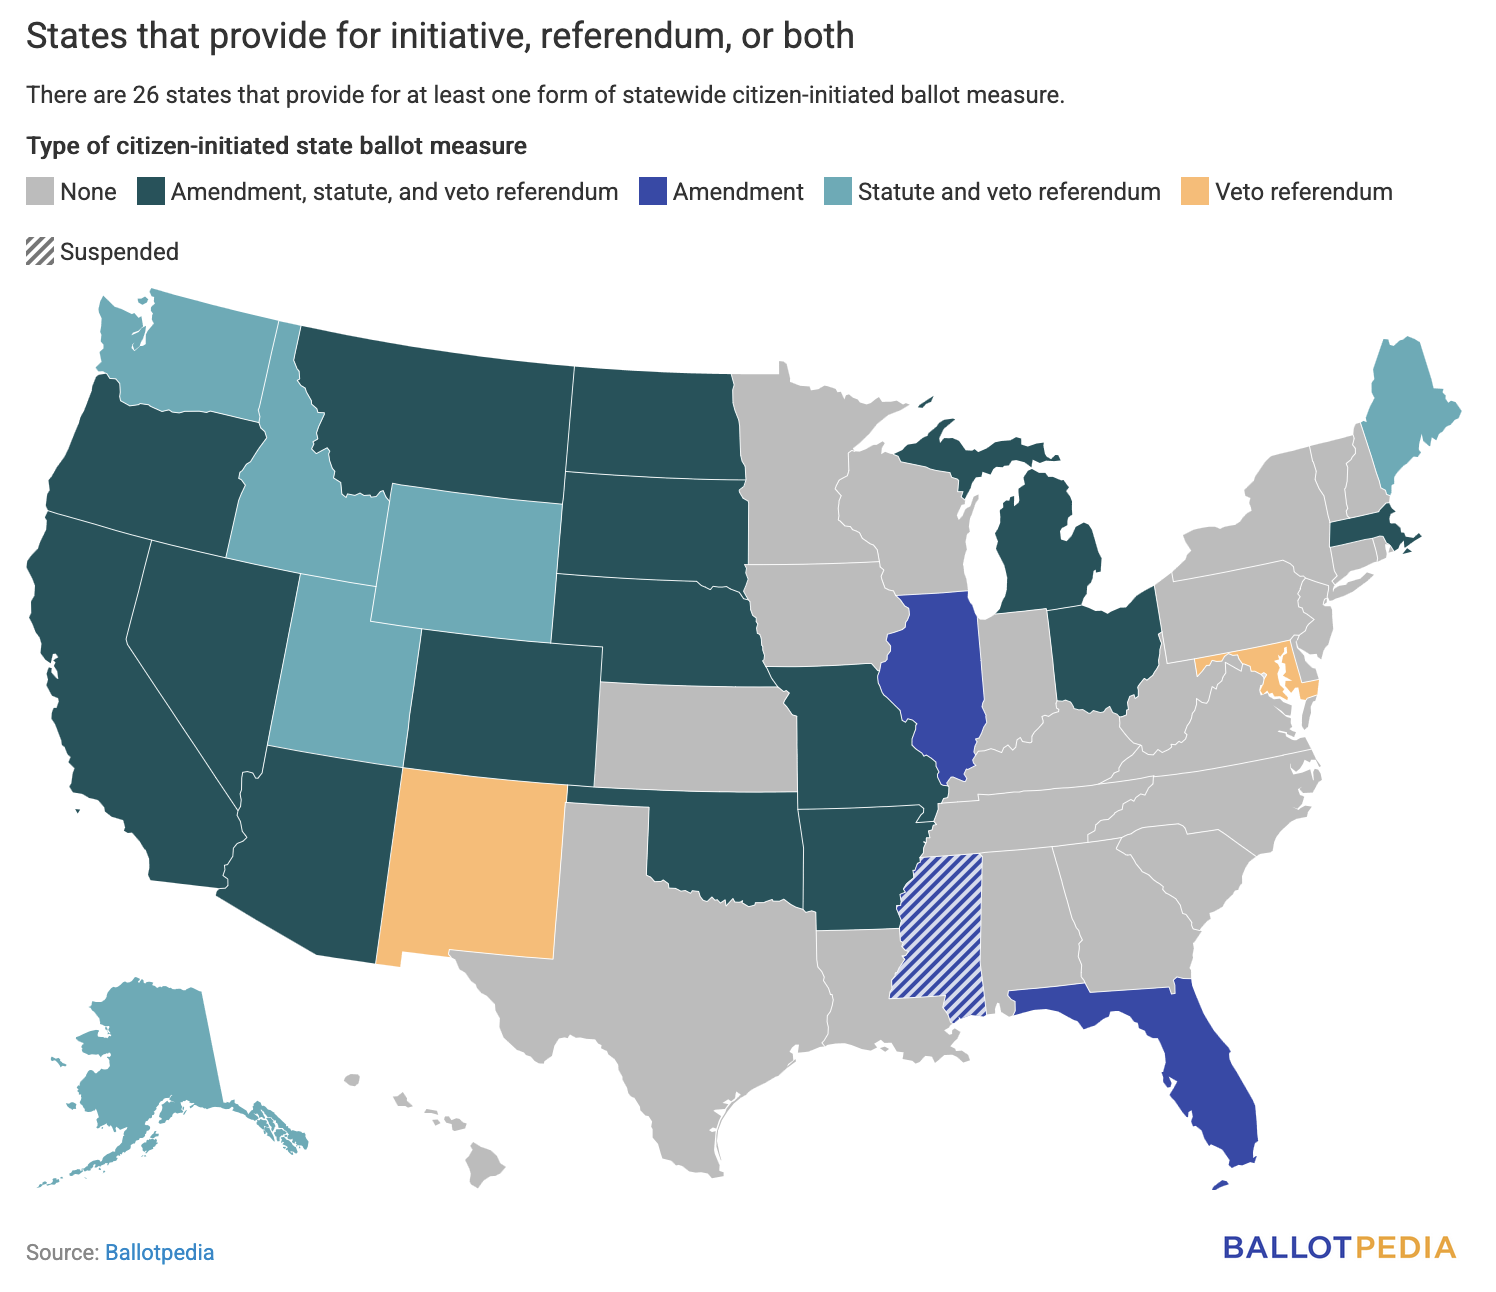 States that provide for initiative, referendum, or both
There are 26 states that provide for at least one form of statewide citizen-initiated ballot measure.
Type of citizen-initiated state ballot measure
None Amendment, statute, and veto referendum Amendment Statute and veto referendum Veto referendum
Suspended
Source: Ballotpedia
BALLOTPEDIA